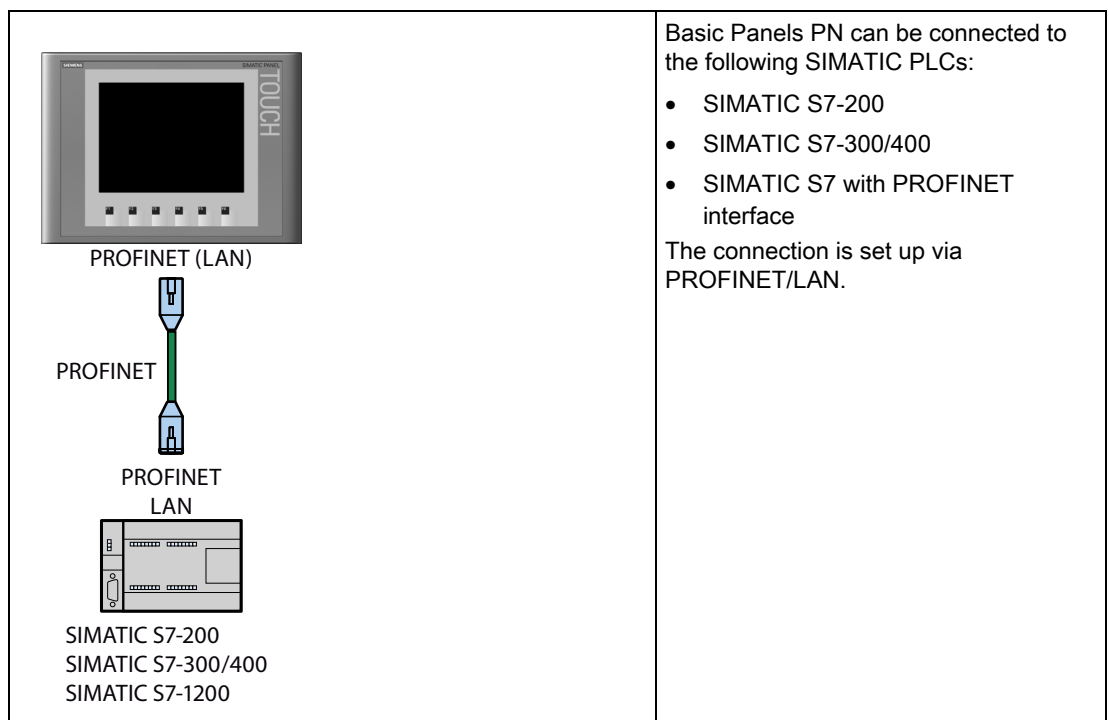 SIEMENS
SIMATIC PANEL
TOUCH
PROFINET (LAN)
PROFINET
PROFINET
LAN
SIMATIC S7-200
SIMATIC S7-300/400
SIMATIC S7-1200
Basic Panels PN can be connected to
the following SIMATIC PLCs:
• SIMATIC S7-200
• SIMATIC S7-300/400
• SIMATIC S7 with PROFINET
interface
The connection is set up via
PROFINET/LAN.